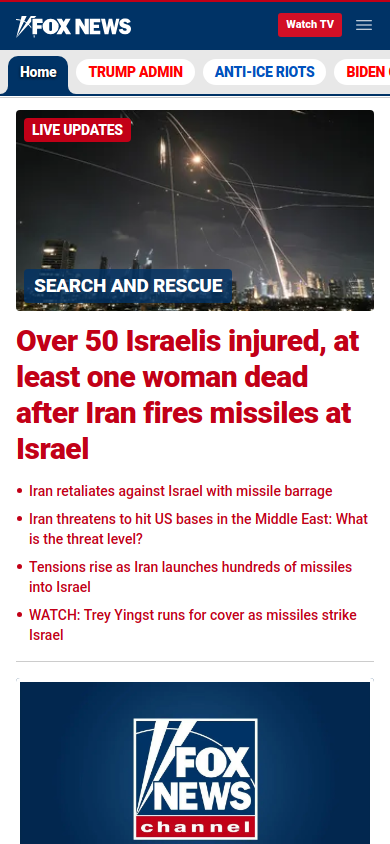 FOX NEWS
Watch TV
Home
TRUMP ADMIN
ANTI-ICE RIOTS
BIDEN
LIVE UPDATES
SEARCH AND RESCUE
Over 50 Israelis injured, at
least one woman dead
after Iran fires missiles at
Israel
• Iran retaliates against Israel with missile barrage
• Iran threatens to hit US bases in the Middle East: What
is the threat level?
• Tensions rise as Iran launches hundreds of missiles
into Israel
• WATCH: Trey Yingst runs for cover as missiles strike
Israel
FOX
NEWS
channel